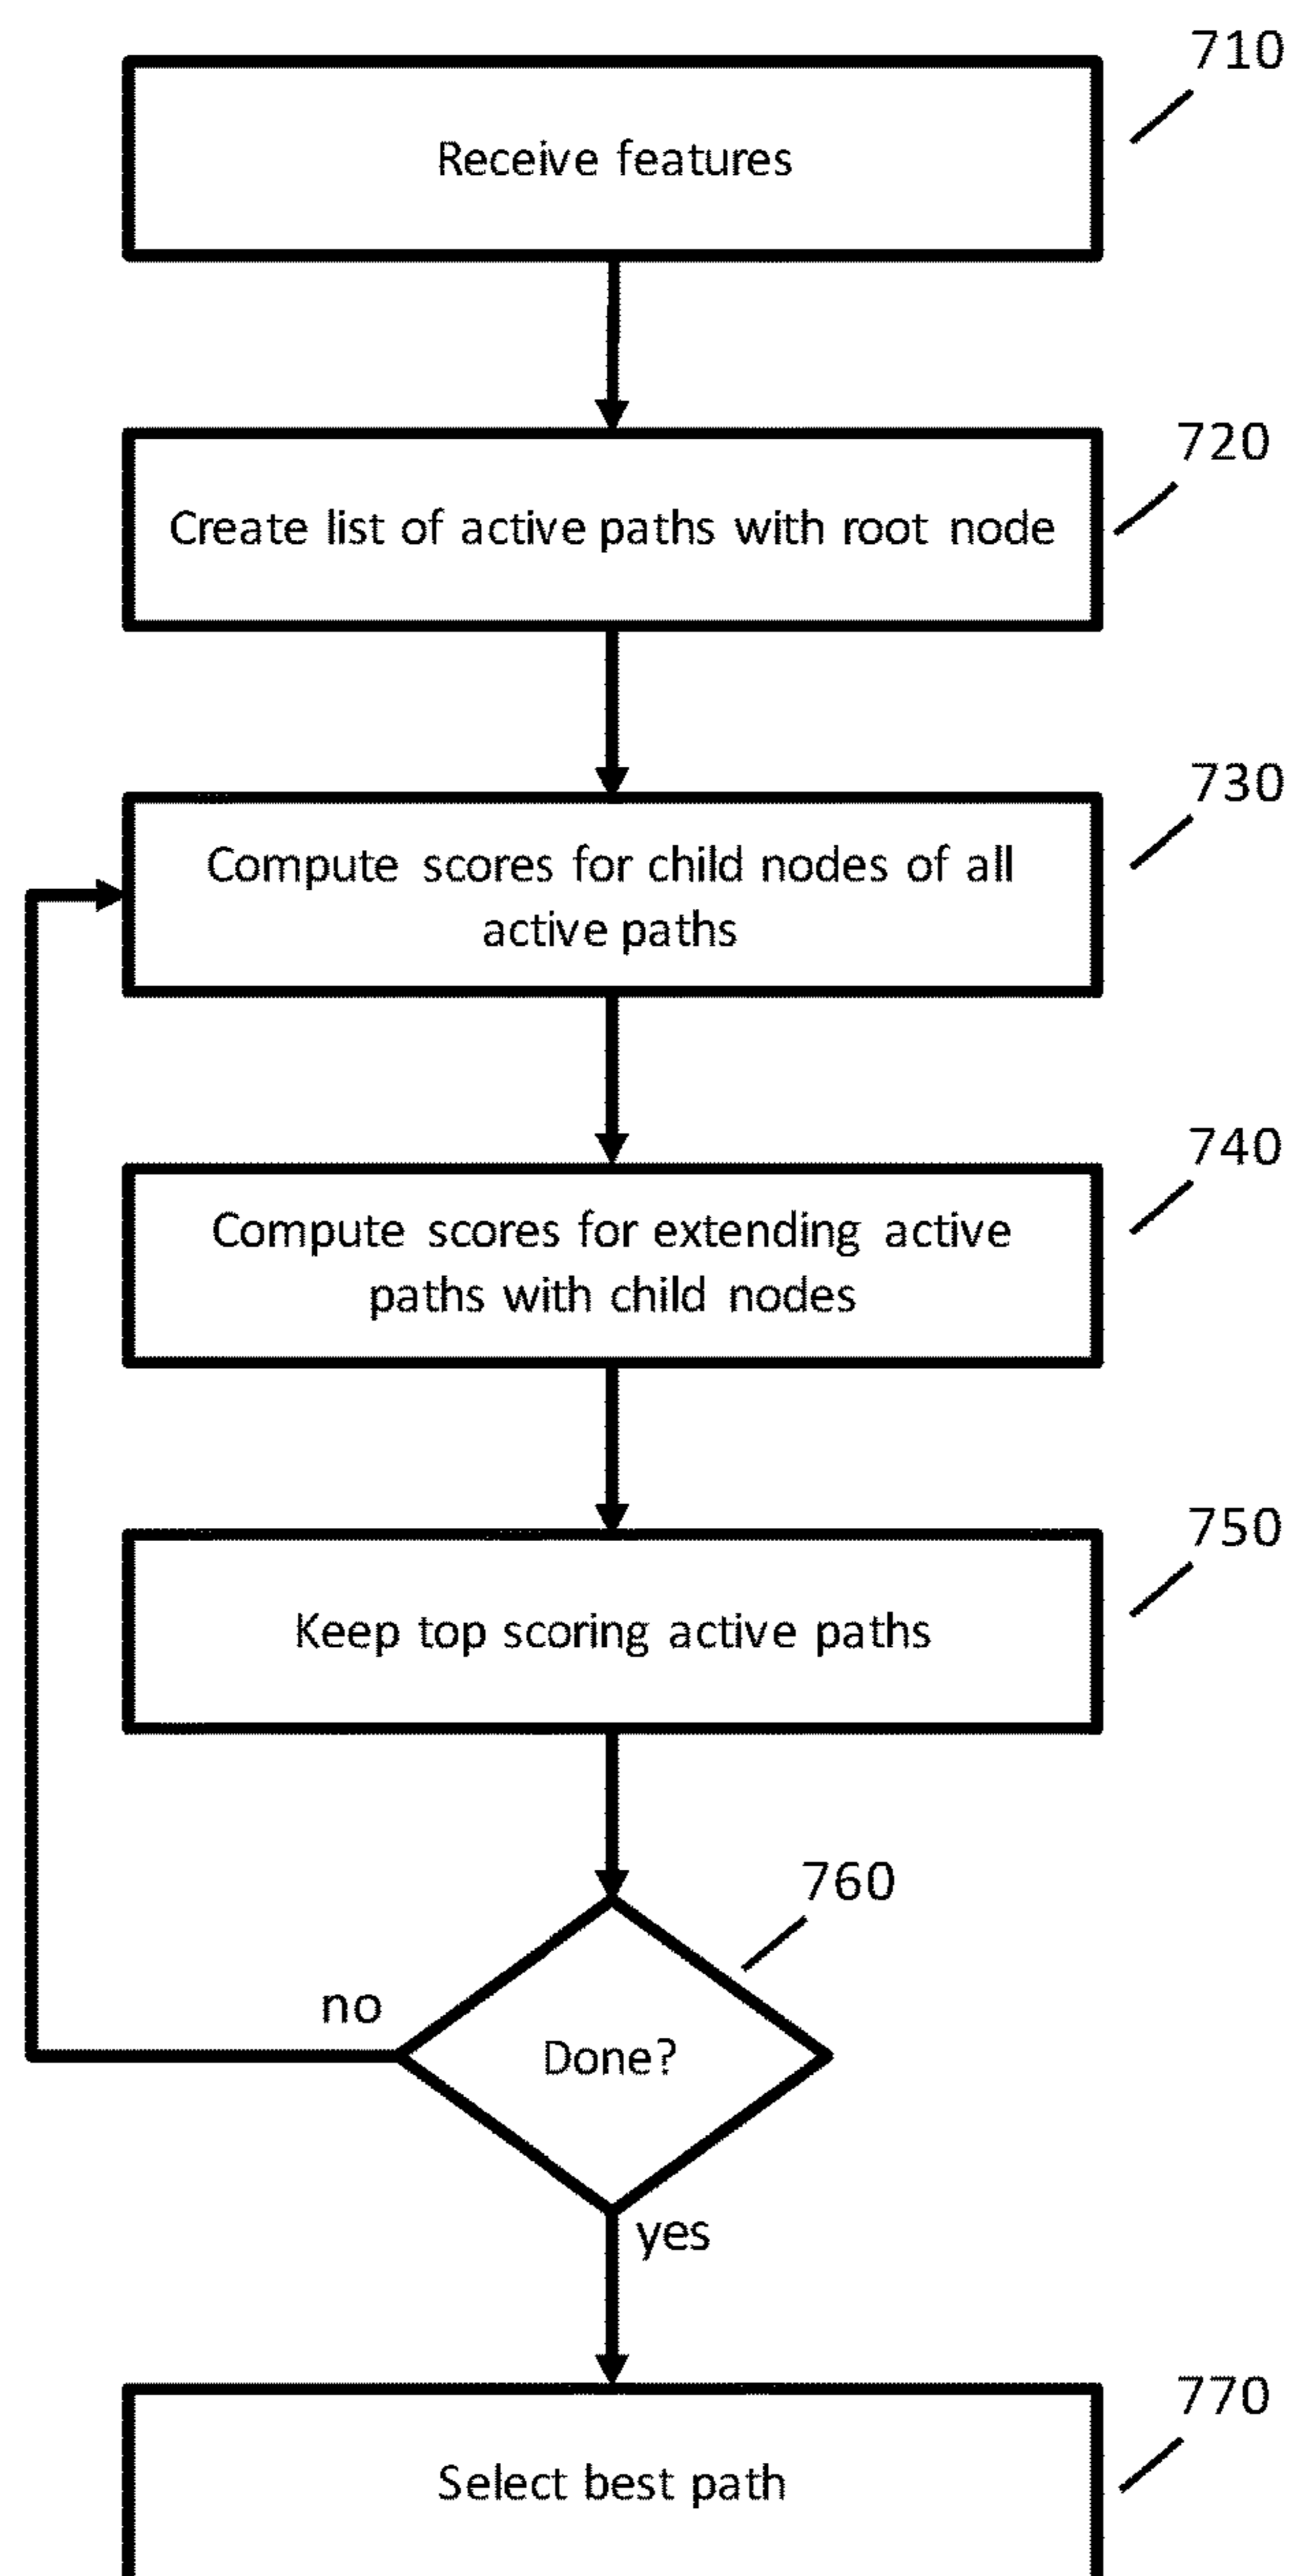 710
Receive features
720
Create list of active paths with root node
730
Compute scores for child nodes of all
active paths
740
Compute scores for extending active
paths with child nodes
750
Keep top scoring active paths
760
no
Done?
yes
770
Select best path